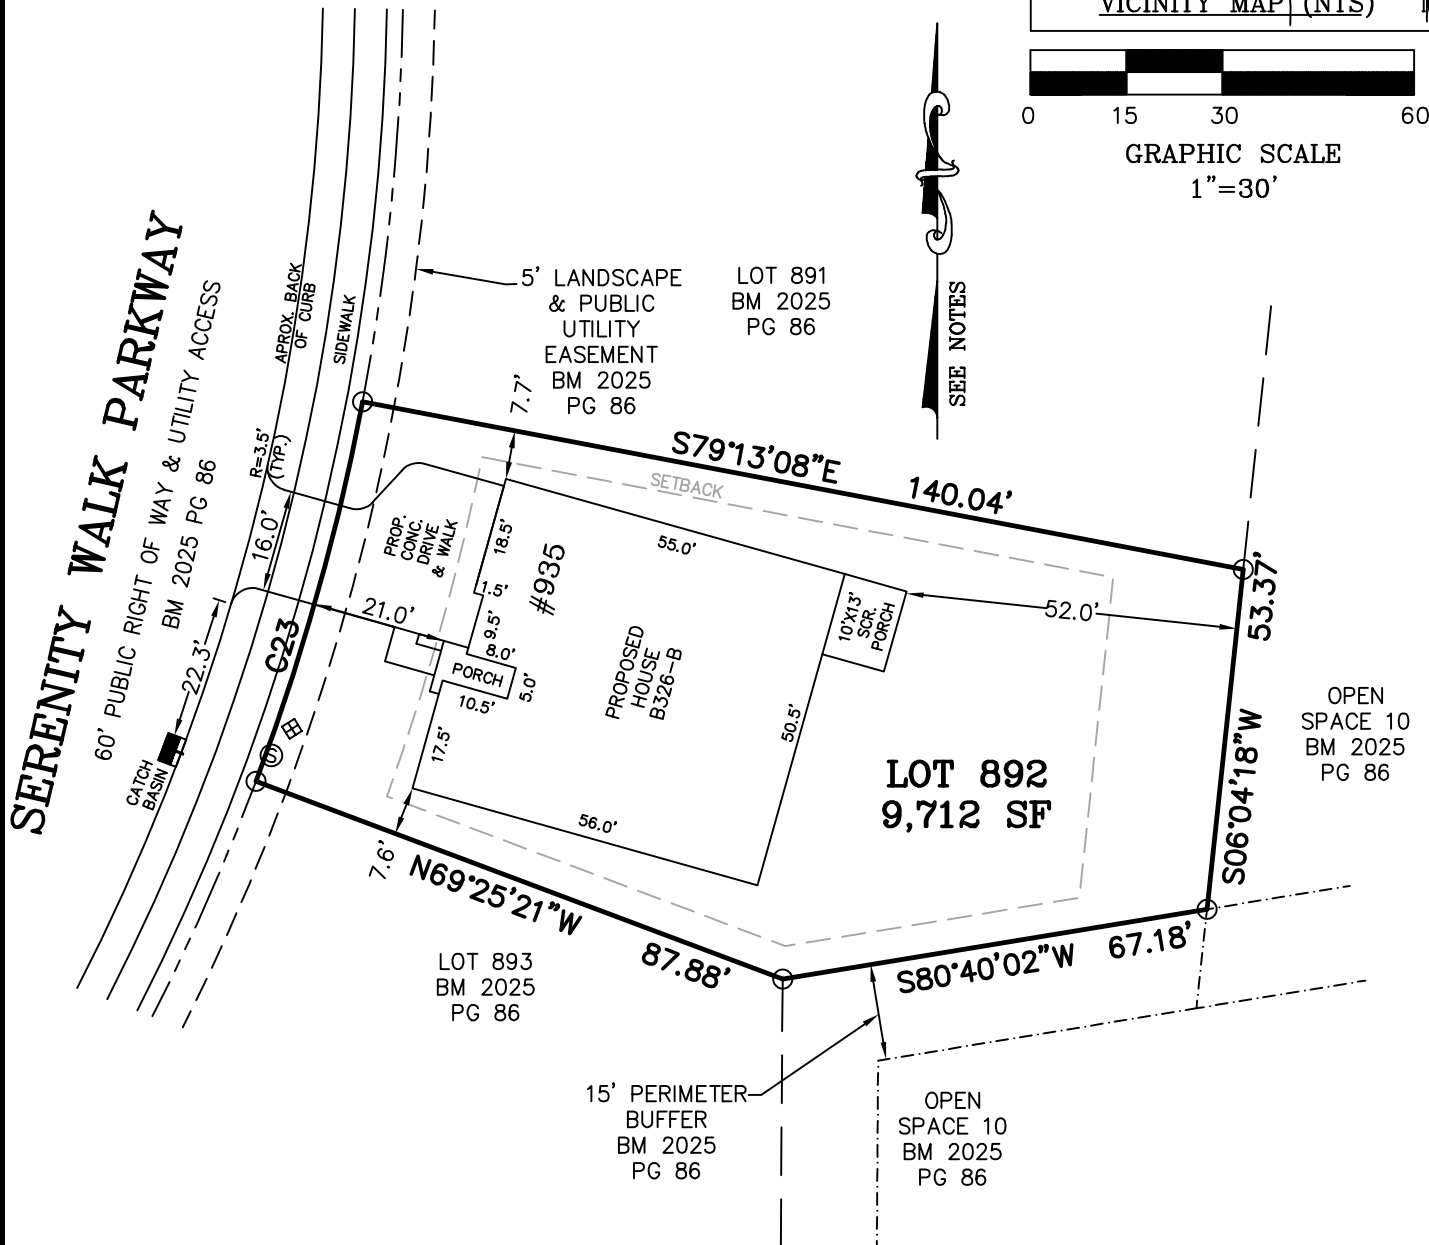 VICINITY MAP (NTS)
0 15 30 60
GRAPHIC SCALE
1"=30'
SEE NOTES
SERENITY WALK PARKWAY
60' PUBLIC RIGHT OF WAY & UTILITY ACCESS
BM 2025 PG 86
APROX. BACK
OF CURB
SIDEWALK
5' LANDSCAPE
& PUBLIC
UTILITY
EASEMENT
BM 2025
PG 86
LOT 891
BM 2025
PG 86
7.7'
S79°13'08"E 140.04'
SETBACK
R=3.5'
(TYP.)
16.0'
PROP.
CONC.
DRIVE
& WALK
18.5'
55.0'
#935
1.5'
9.5'
8.0'
21.0'
PORCH
5.0'
10.5'
17.5'
PROPOSED
HOUSE
B326-B
10'X13'
SCR.
PORCH
52.0'
53.37'
S06°04'18"W
50.5'
56.0'
C23
22.3'
CATCH
BASIN
S
7.6'
N69°25'21"W 87.88'
LOT 892
9,712 SF
OPEN
SPACE 10
BM 2025
PG 86
S80°40'02"W 67.18'
LOT 893
BM 2025
PG 86
15' PERIMETER
BUFFER
BM 2025
PG 86
OPEN
SPACE 10
BM 2025
PG 86